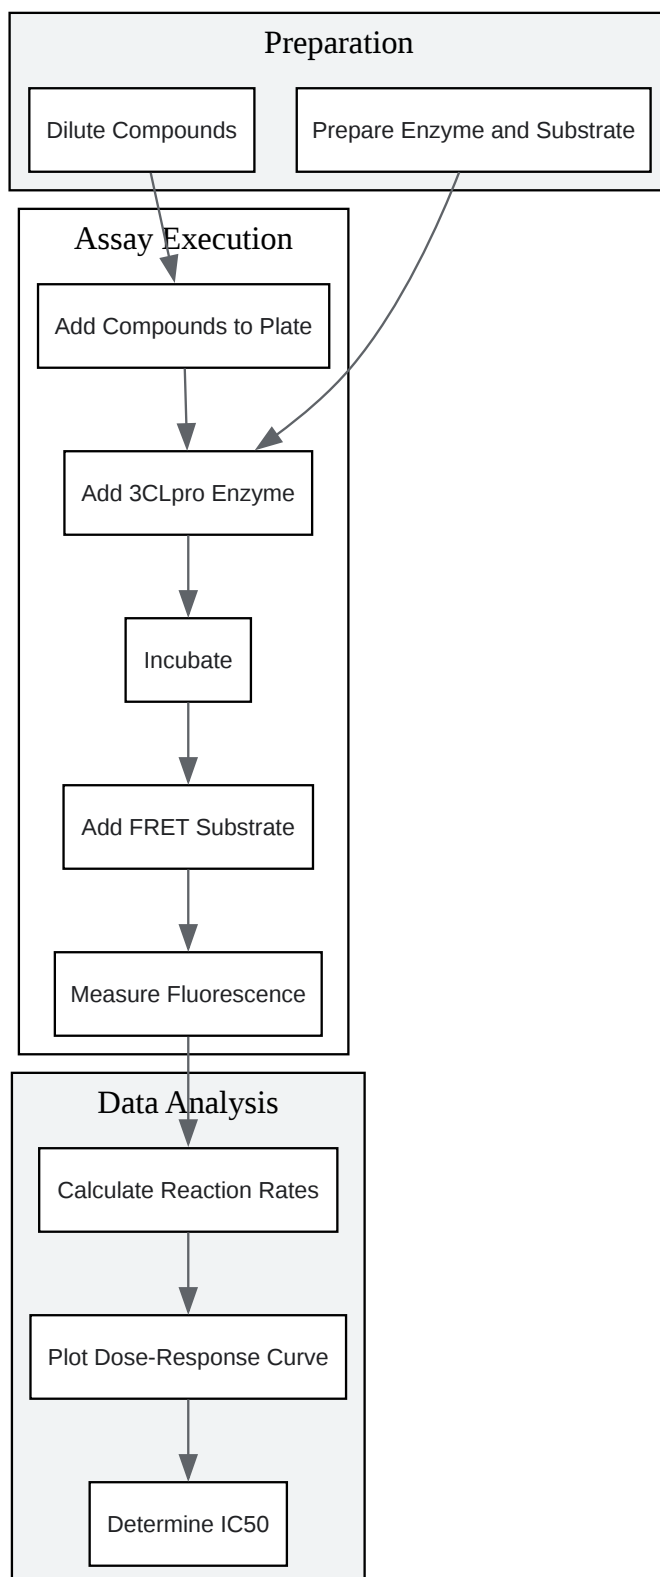 Preparation
Dilute Compounds
Prepare Enzyme and Substrate
Assay Execution
Add Compounds to Plate
Add 3CLpro Enzyme
Incubate
Add FRET Substrate
Measure Fluorescence
Data Analysis
Calculate Reaction Rates
Plot Dose-Response Curve
Determine IC50